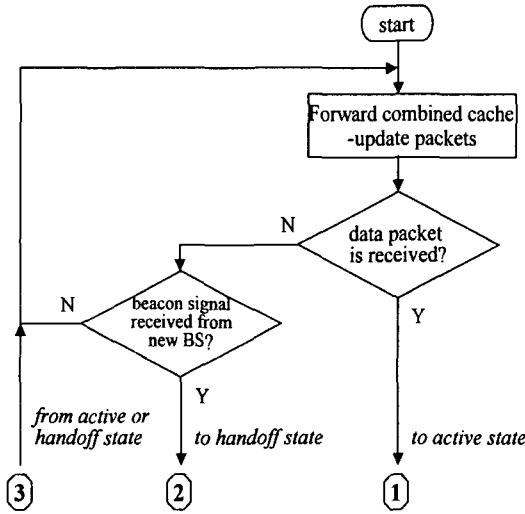 start
Forward combined cache
-update packets
data packet
is received?
N
Y
beacon signal
received from
new BS?
N
Y
from active or
handoff state
to handoff state
to active state
3
2
1